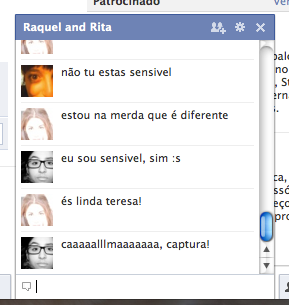 Patrocinado
Ver
Raquel and Rita
não tu estas sensivel
estou na merda que é diferente
eu sou sensivel, sim :s
és linda teresa!
caaaaalllmaaaaaaa, captura!